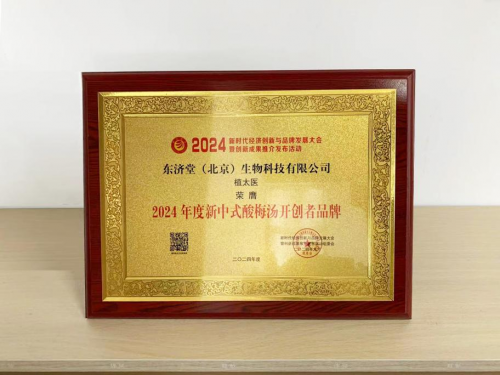 2024 新时代经济创新与品牌发展大会
暨创新成果推介发布活动
东济堂（北京）生物科技有限公司
植太医
荣膺
2024 年度新中式酸梅汤开创者品牌
二〇二四年度